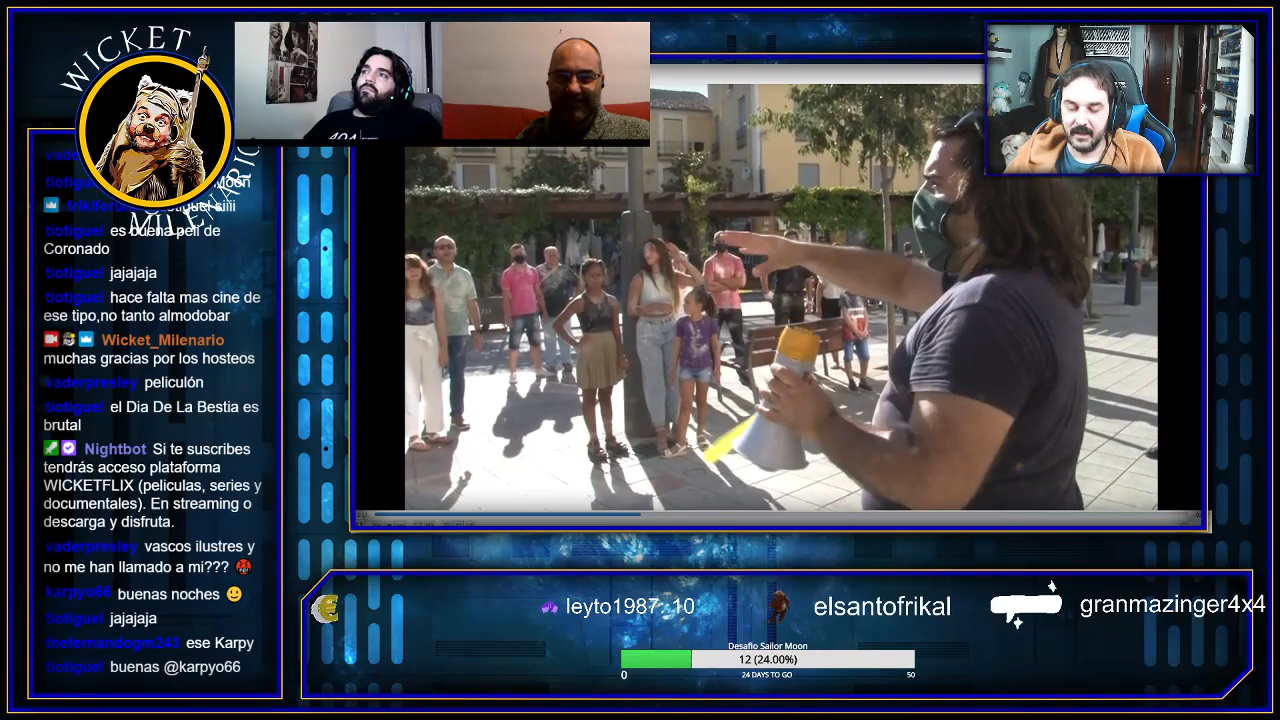 WICKET
MILENARIO
tiotiguel es buena peli de
Coronado
tiotiguel jajajaja
tiotiguel hace falta mas cine de
ese tipo,no tanto almodobar
Wicket_Milenario
muchas gracias por los hosteos
vaderpresley peliculón
tiotiguel el Dia De La Bestia es
brutal
Nightbot Si te suscribes
tendrás acceso plataforma
WICKETFLIX (peliculas, series y
documentales). En streaming o
descarga y disfruta.
vaderpresley vascos ilustres y
no me han llamado a mi???
karpyo66 buenas noches
tiotiguel jajajaja
thefernandogm243 ese Karpy
tiotiguel buenas @karpyo66
leyto1987: 10
elsantofrikal
granmazinger4x4
Desafio Sailor Moon
12 (24.00%)
0
24 DAYS TO GO
50